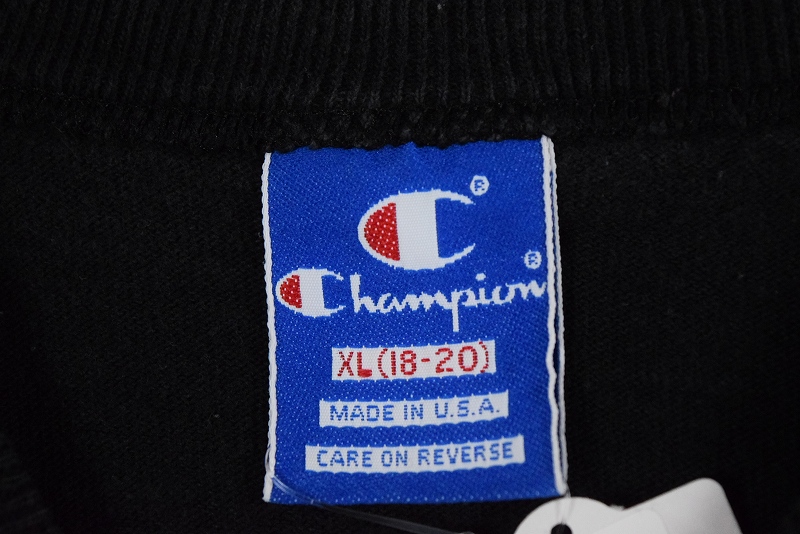 ®
Champion®
XL(18-20)
MADE IN U.S.A.
CARE ON REVERSE